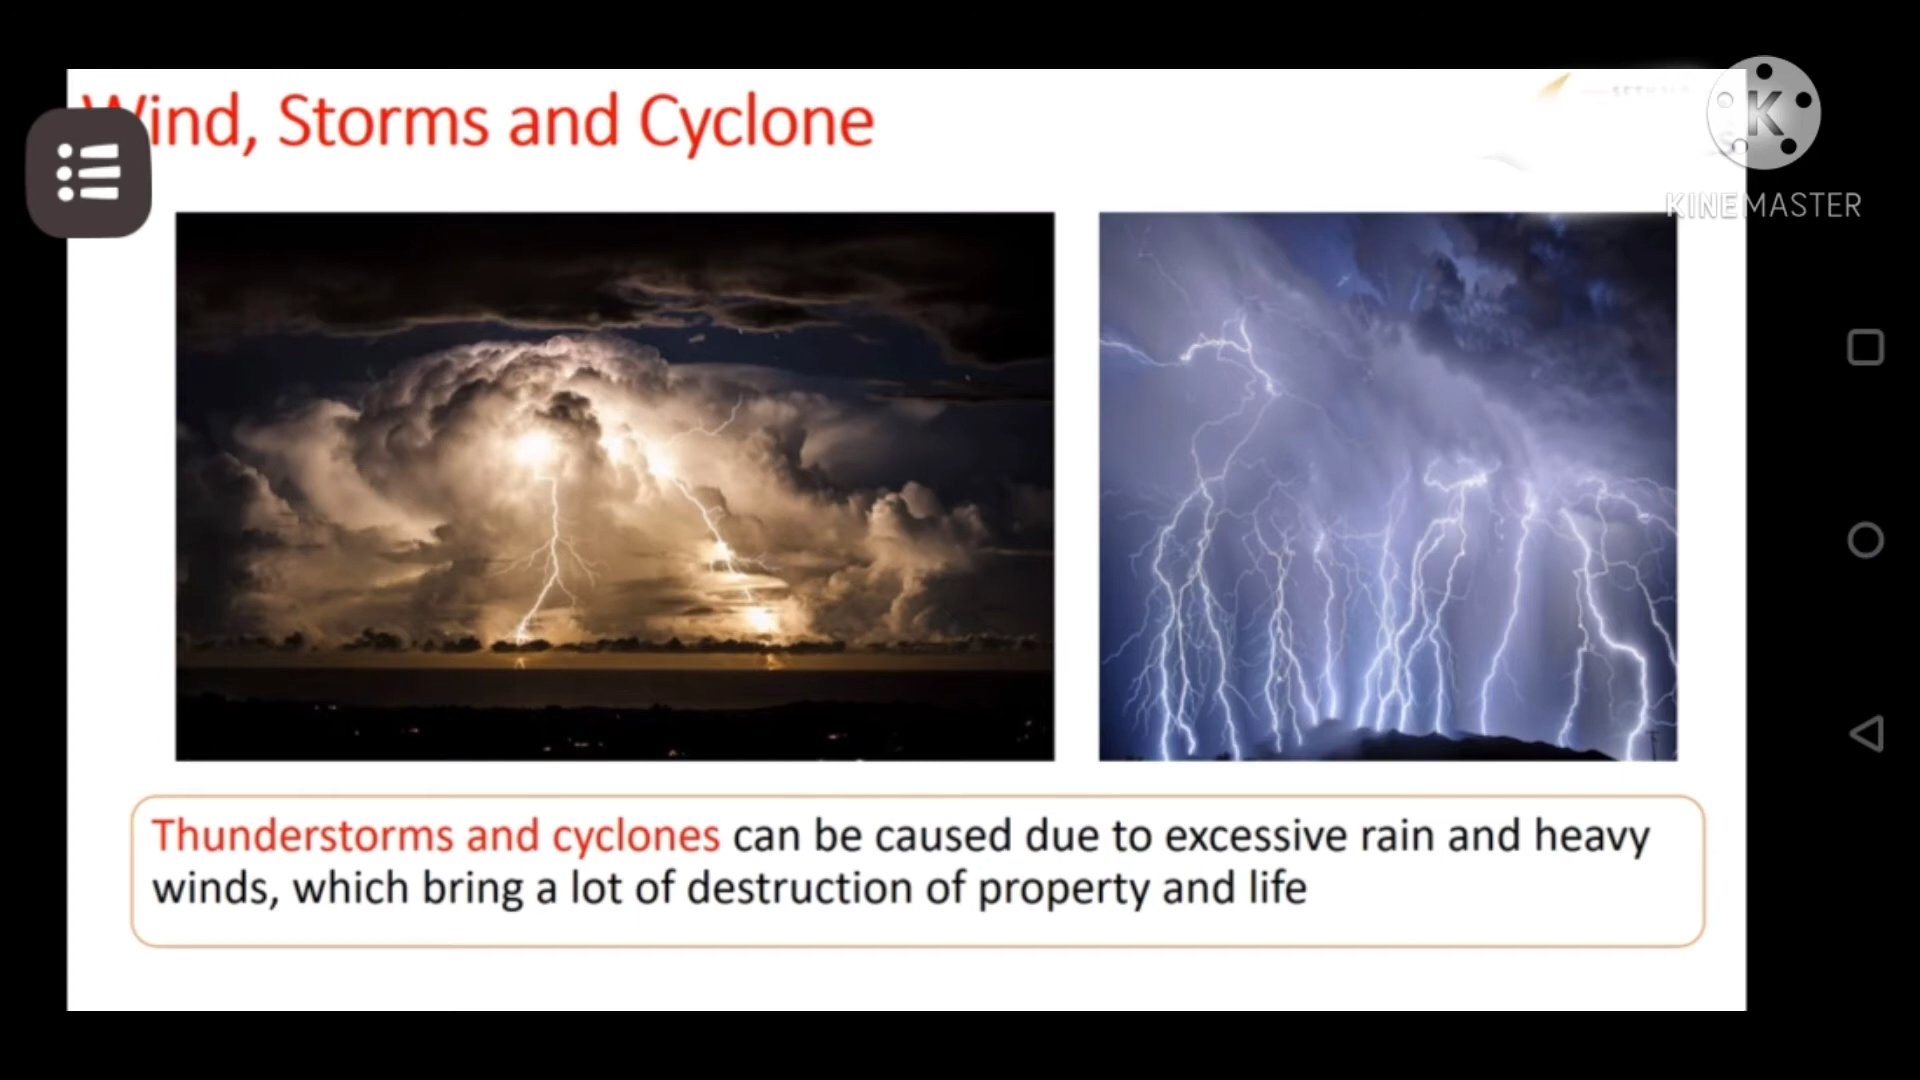 Wind, Storms and Cyclone
K
KINEMASTER
Thunderstorms and cyclones can be caused due to excessive rain and heavy
winds, which bring a lot of destruction of property and life